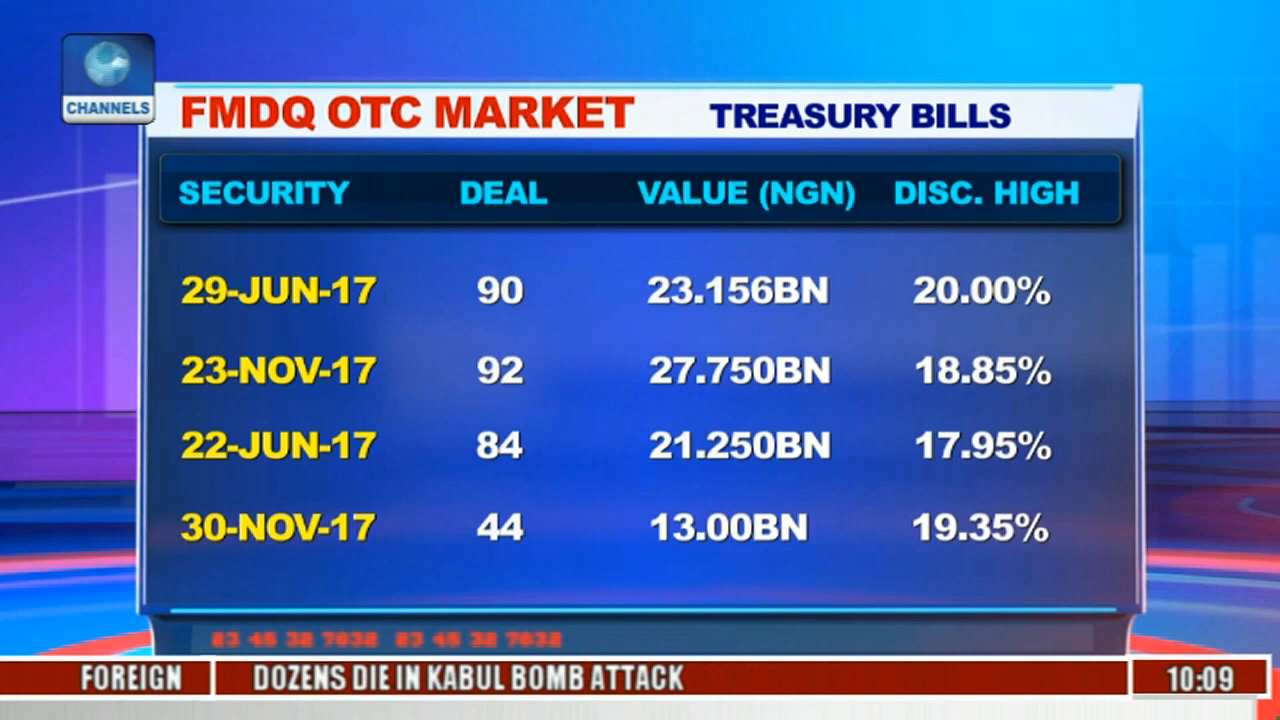 CHANNELS
FMDQ OTC MARKET TREASURY BILLS
SECURITY DEAL VALUE (NGN) DISC. HIGH
29-JUN-17 90 23.156BN 20.00%
23-NOV-17 92 27.750BN 18.85%
22-JUN-17 84 21.250BN 17.95%
30-NOV-17 44 13.00BN 19.35%
FOREIGN DOZENS DIE IN KABUL BOMB ATTACK 10:09